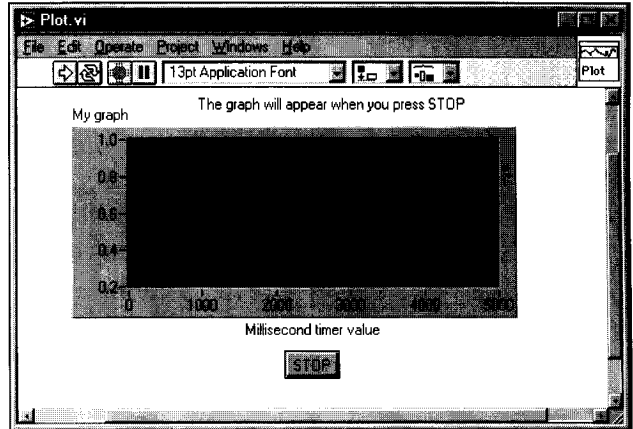 Plot.vi
File Edit Operate Project Windows Help
13pt Application Font
Plot
The graph will appear when you press STOP
My graph
1.0
0.8
0.6
0.4
0.2
0 1000 2000 3000 4000 5000
Millisecond timer value
STOP